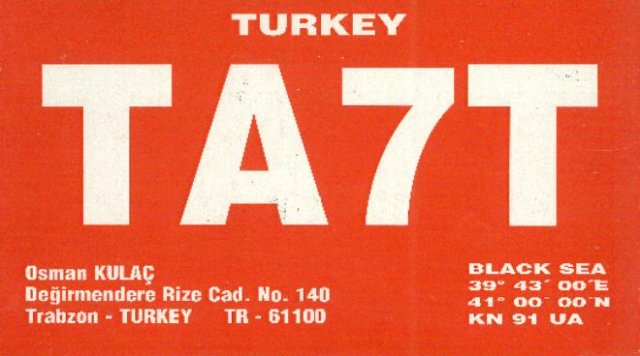 TURKEY
TA7T
Osman KULAÇ
Değirmendere Rize Cad. No. 140
Trabzon - TURKEY TR - 61100
BLACK SEA
39° 43´ 00˝E
41° 00´ 00˝N
KN 91 UA